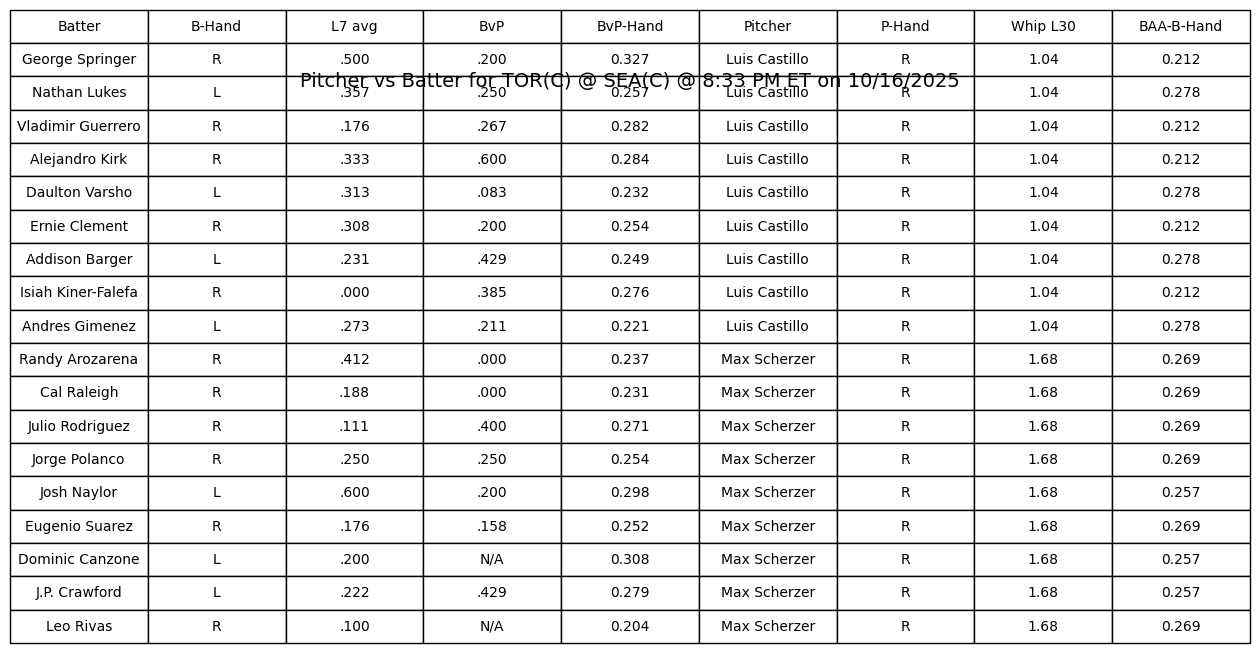 Batter B-Hand L7 avg BvP BvP-Hand Pitcher P-Hand Whip L30 BAA-B-Hand
George Springer R .500 .200 0.327 Luis Castillo R 1.04 0.212
Pitcher vs Batter for TOR(C) @ SEA(C) @ 8:33 PM ET on 10/16/2025
Nathan Lukes L .357 .250 0.257 Luis Castillo R 1.04 0.278
Vladimir Guerrero R .176 .267 0.282 Luis Castillo R 1.04 0.212
Alejandro Kirk R .333 .600 0.284 Luis Castillo R 1.04 0.212
Daulton Varsho L .313 .083 0.232 Luis Castillo R 1.04 0.278
Ernie Clement R .308 .200 0.254 Luis Castillo R 1.04 0.212
Addison Barger L .231 .429 0.249 Luis Castillo R 1.04 0.278
Isiah Kiner-Falefa R .000 .385 0.276 Luis Castillo R 1.04 0.212
Andres Gimenez L .273 .211 0.221 Luis Castillo R 1.04 0.278
Randy Arozarena R .412 .000 0.237 Max Scherzer R 1.68 0.269
Cal Raleigh R .188 .000 0.231 Max Scherzer R 1.68 0.269
Julio Rodriguez R .111 .400 0.271 Max Scherzer R 1.68 0.269
Jorge Polanco R .250 .250 0.254 Max Scherzer R 1.68 0.269
Josh Naylor L .600 .200 0.298 Max Scherzer R 1.68 0.257
Eugenio Suarez R .176 .158 0.252 Max Scherzer R 1.68 0.269
Dominic Canzone L .200 N/A 0.308 Max Scherzer R 1.68 0.257
J.P. Crawford L .222 .429 0.279 Max Scherzer R 1.68 0.257
Leo Rivas R .100 N/A 0.204 Max Scherzer R 1.68 0.269